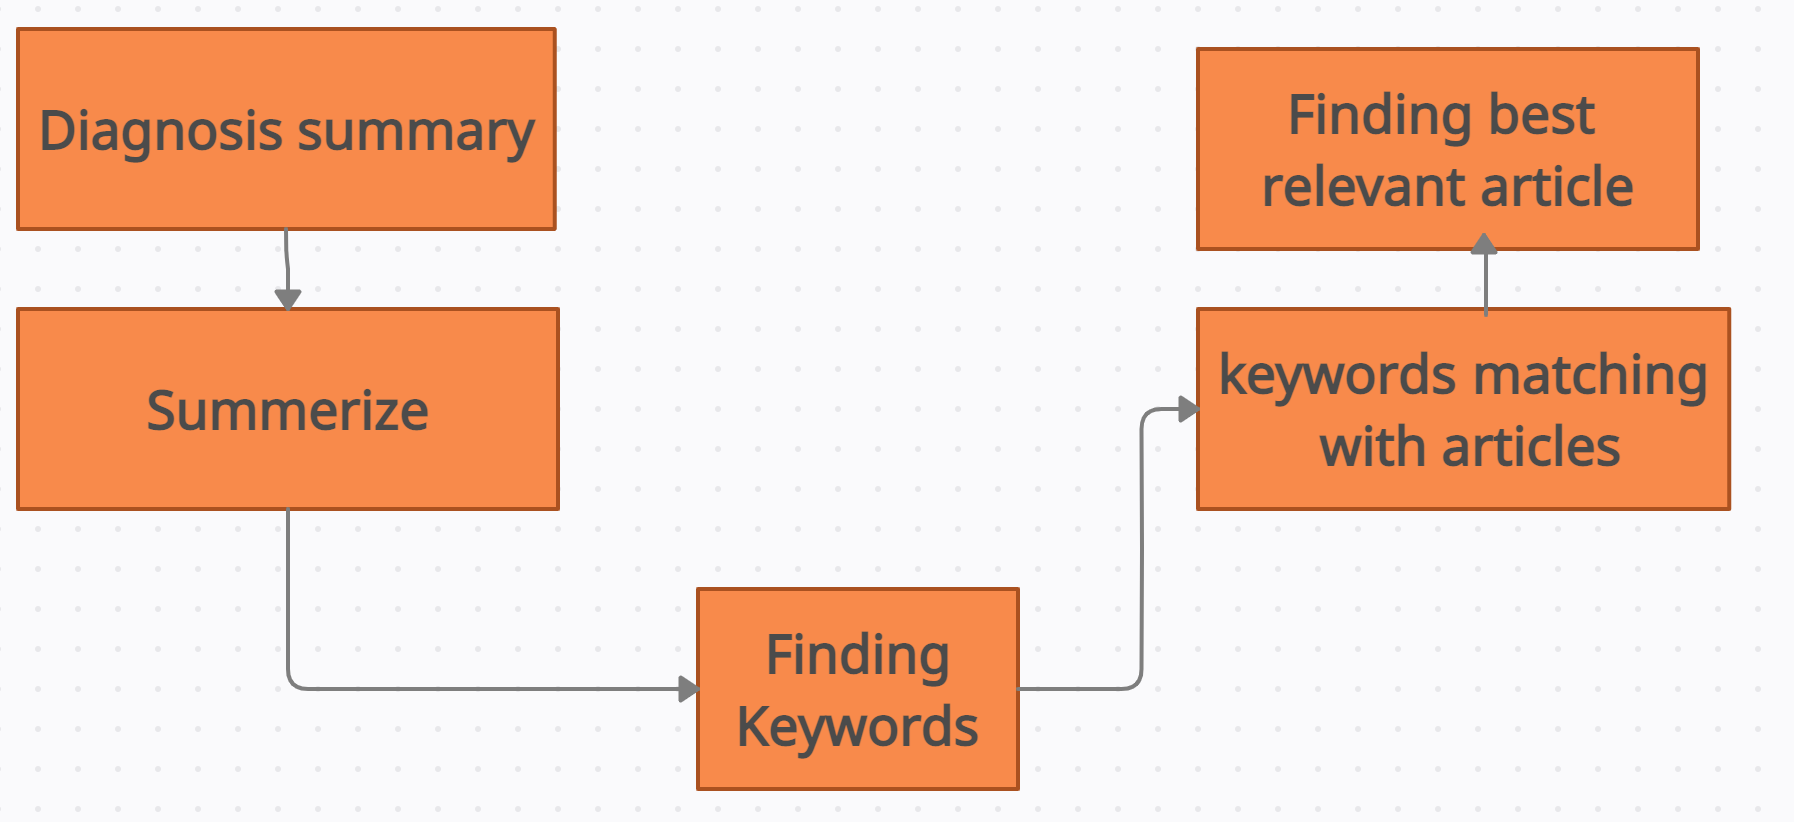 Diagnosis summary
Summerize
Finding
Keywords
keywords matching
with articles
Finding best
relevant article